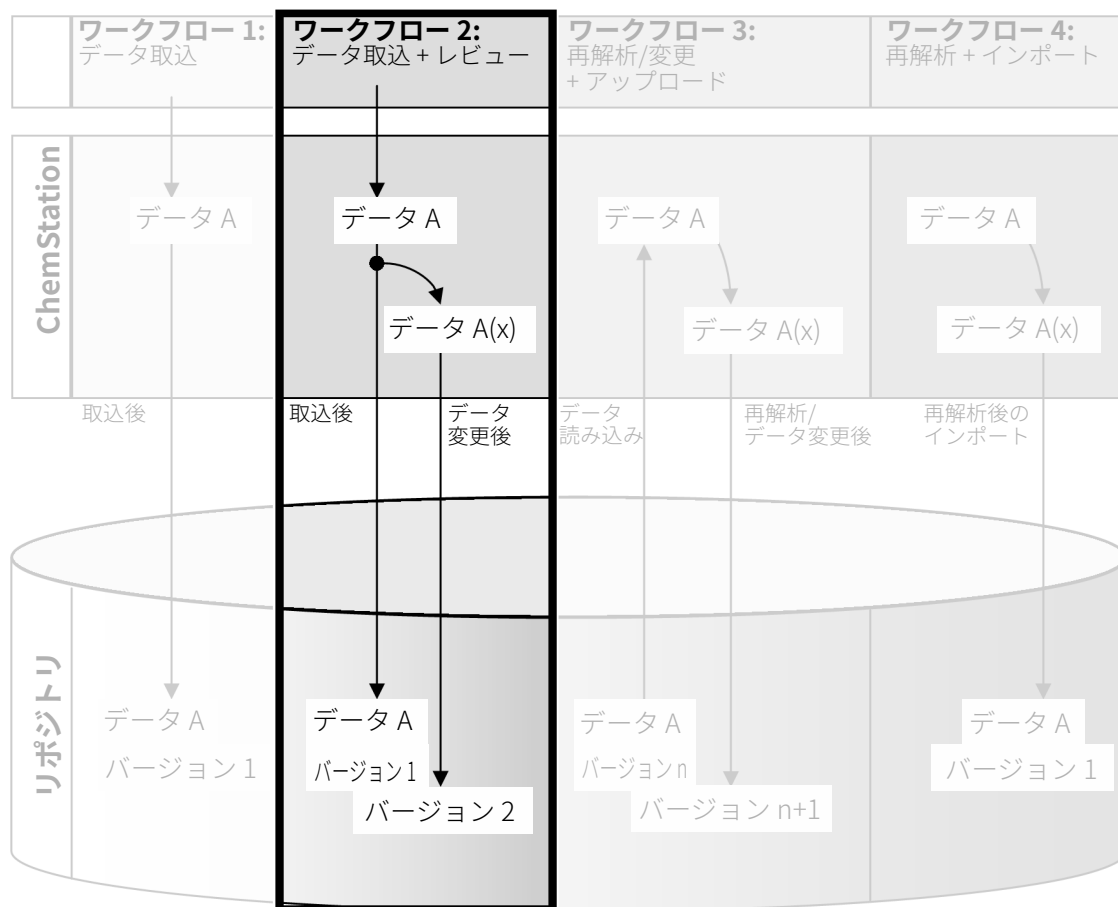 ワークフロー 1:
データ取込
ワークフロー 2:
データ取込 + レビュー
ワークフロー 3:
再解析/変更
+ アップロード
ワークフロー 4:
再解析 + インポート
ChemStation
データ A
データ A
データ A(x)
データ A
データ A(x)
データ A
データ A(x)
取込後
取込後
データ
変更後
データ
読み込み
再解析/
データ変更後
再解析後の
インポート
リポジトリ
データ A
バージョン 1
データ A
バージョン 1
バージョン 2
データ A
バージョン n
バージョン n+1
データ A
バージョン 1